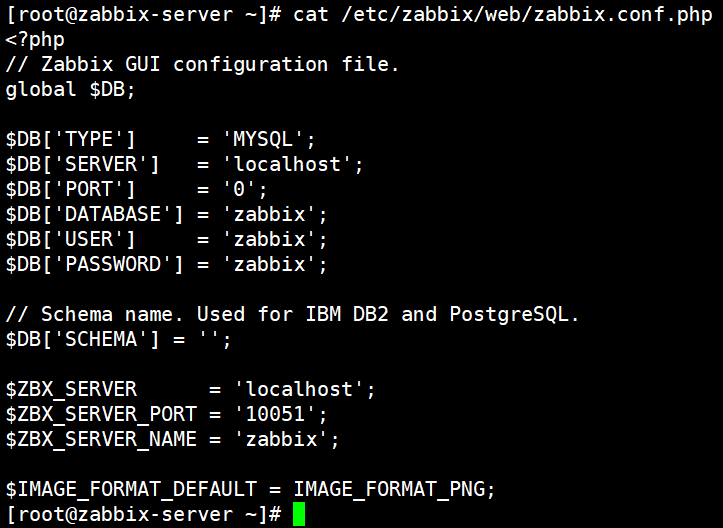 [root@zabbix-server ~]# cat /etc/zabbix/web/zabbix.conf.php
<?php
// Zabbix GUI configuration file.
global $DB;

$DB['TYPE']     = 'MYSQL';
$DB['SERVER']   = 'localhost';
$DB['PORT']     = '0';
$DB['DATABASE'] = 'zabbix';
$DB['USER']     = 'zabbix';
$DB['PASSWORD'] = 'zabbix';

// Schema name. Used for IBM DB2 and PostgreSQL.
$DB['SCHEMA'] = '';

$ZBX_SERVER      = 'localhost';
$ZBX_SERVER_PORT = '10051';
$ZBX_SERVER_NAME = 'zabbix';

$IMAGE_FORMAT_DEFAULT = IMAGE_FORMAT_PNG;
[root@zabbix-server ~]#